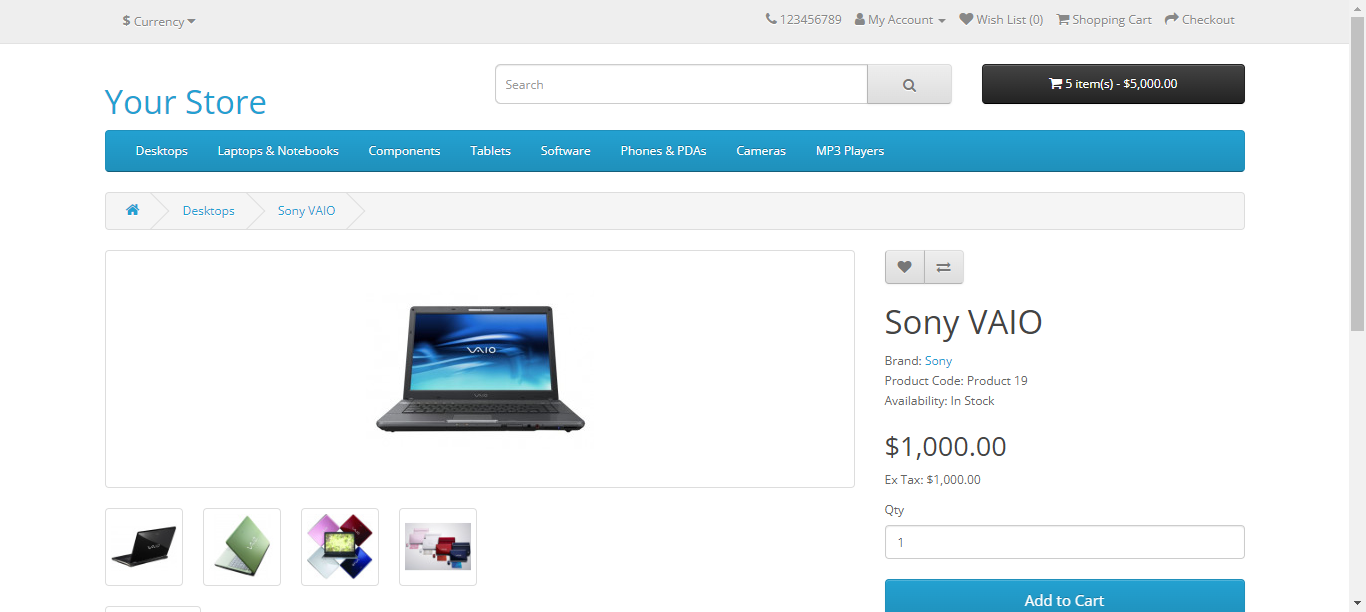 $ Currency
123456789 My Account Wish List (0) Shopping Cart Checkout
Your Store
Search
5 item(s) - $5,000.00
Desktops Laptops & Notebooks Components Tablets Software Phones & PDAs Cameras MP3 Players
Desktops Sony VAIO
VAIO
Sony VAIO
Brand: Sony
Product Code: Product 19
Availability: In Stock
$1,000.00
Ex Tax: $1,000.00
Qty
1
Add to Cart